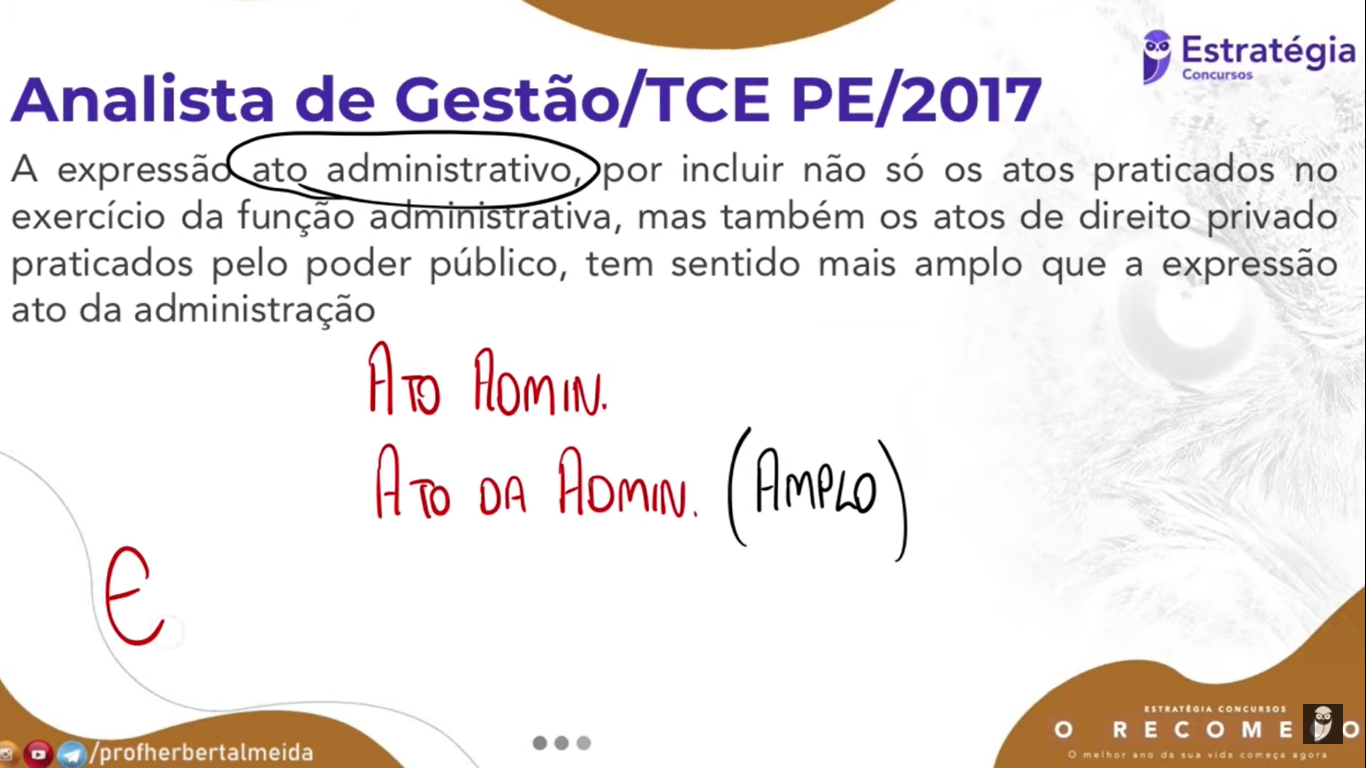 Estratégia
Concursos
Analista de Gestão/TCE PE/2017
A expressão ato administrativo, por incluir não só os atos praticados no
exercício da função administrativa, mas também os atos de direito privado
praticados pelo poder público, tem sentido mais amplo que a expressão
ato da administração
ATO ADMIN.
ATO DA ADMIN. (AMPLO)
E
ESTRATÉGIA CONCURSOS
O RECOMEÇO
O melhor ano da sua vida começa agora
/profherbertalmeida